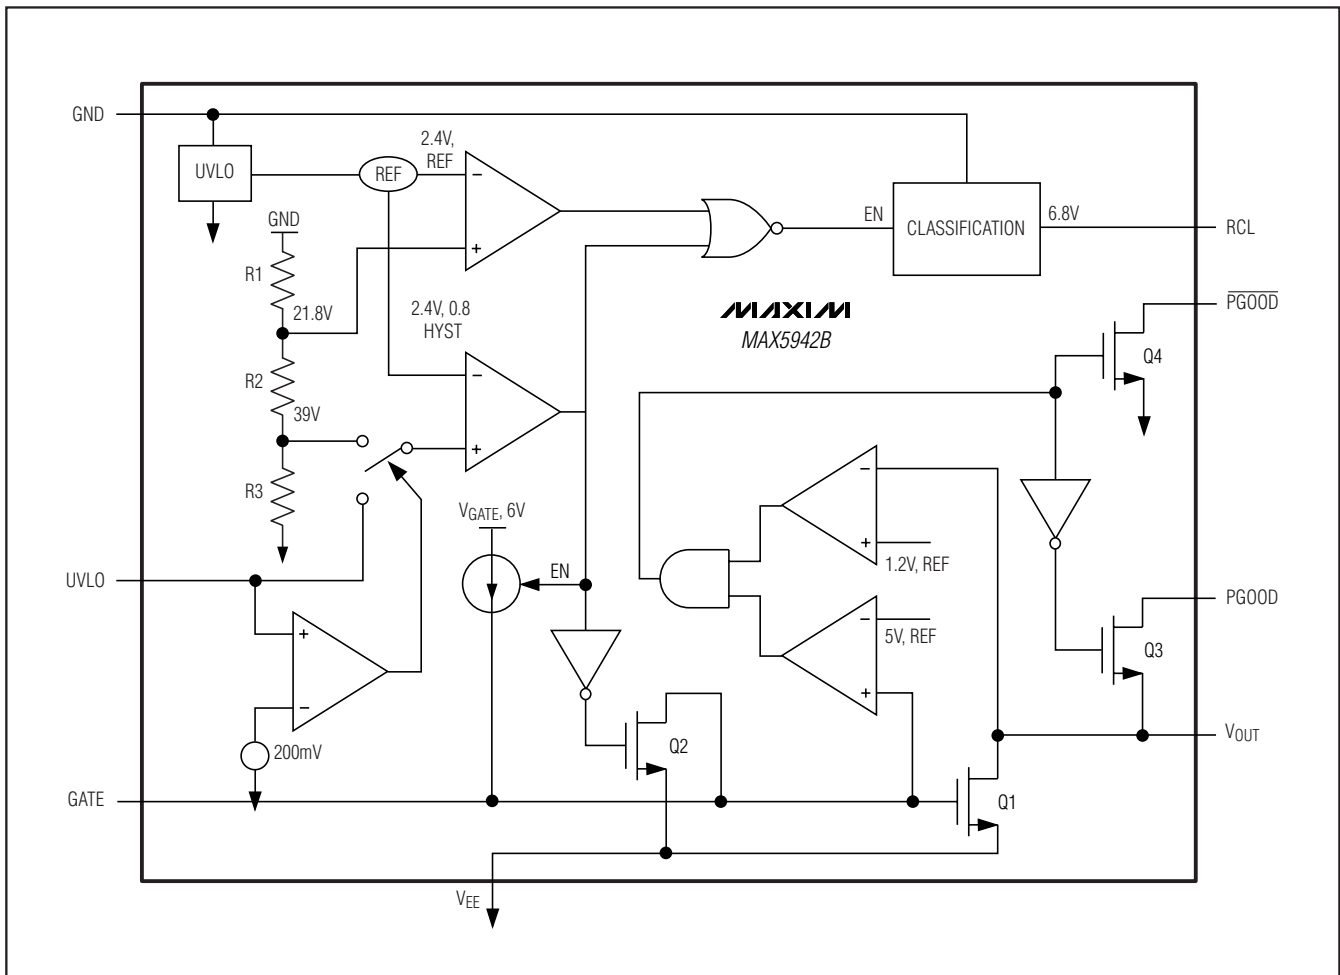 GND
UVLO
REF
2.4V,
REF
GND
R1
21.8V
R2
39V
R3
2.4V, 0.8
HYST
EN
CLASSIFICATION
6.8V
RCL
PGOOD
MAXIM
MAX5942B
Q4
VGATE, 6V
EN
1.2V, REF
5V, REF
UVLO
PGOOD
Q3
200mV
Q2
VOUT
GATE
Q1
VEE